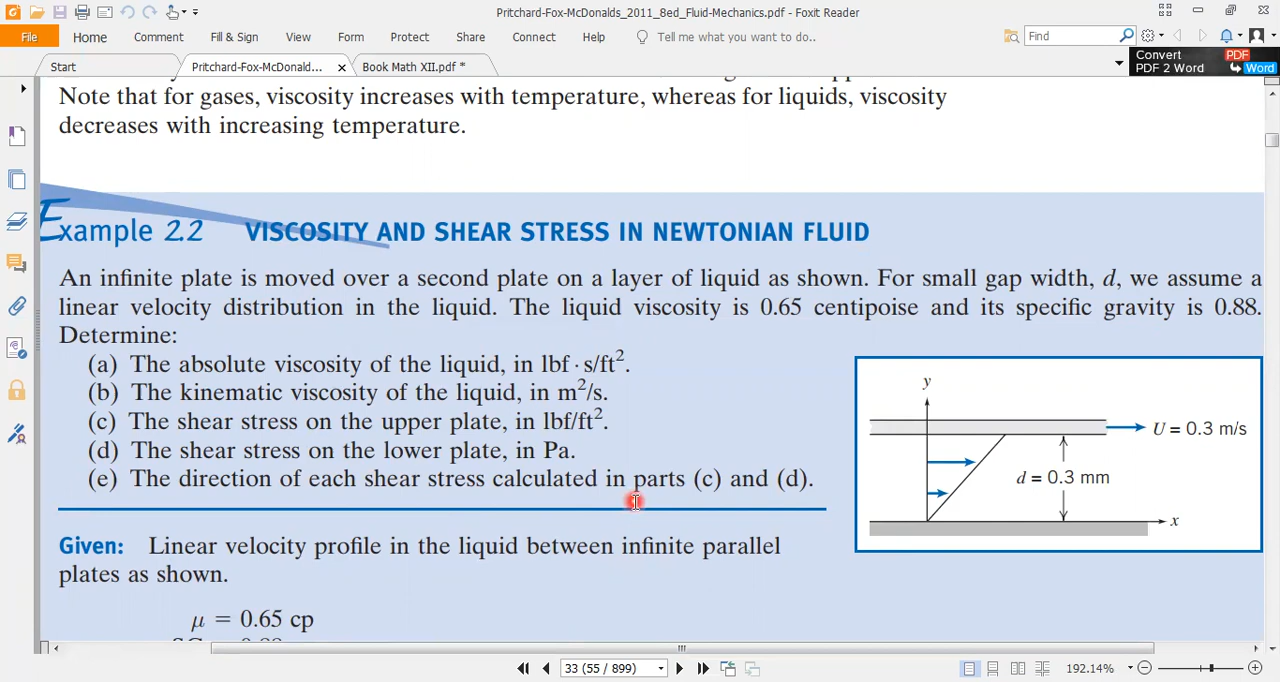 Pritchard-Fox-McDonalds_2011_8ed_Fluid-Mechanics.pdf - Foxit Reader
File Home Comment Fill & Sign View Form Protect Share Connect Help Tell me what you want to do.. Find
Start Pritchard-Fox-McDonald... Book Math XII.pdf *
Convert PDF
PDF 2 Word Word
Note that for gases, viscosity increases with temperature, whereas for liquids, viscosity
decreases with increasing temperature.
Example 2.2 VISCOSITY AND SHEAR STRESS IN NEWTONIAN FLUID
An infinite plate is moved over a second plate on a layer of liquid as shown. For small gap width, d, we assume a
linear velocity distribution in the liquid. The liquid viscosity is 0.65 centipoise and its specific gravity is 0.88.
Determine:
(a) The absolute viscosity of the liquid, in lbf · s/ft².
(b) The kinematic viscosity of the liquid, in m²/s.
(c) The shear stress on the upper plate, in lbf/ft².
(d) The shear stress on the lower plate, in Pa.
(e) The direction of each shear stress calculated in parts (c) and (d).
y
U = 0.3 m/s
d = 0.3 mm
x
Given: Linear velocity profile in the liquid between infinite parallel
plates as shown.
μ = 0.65 cp
33 (55 / 899) 192.14%